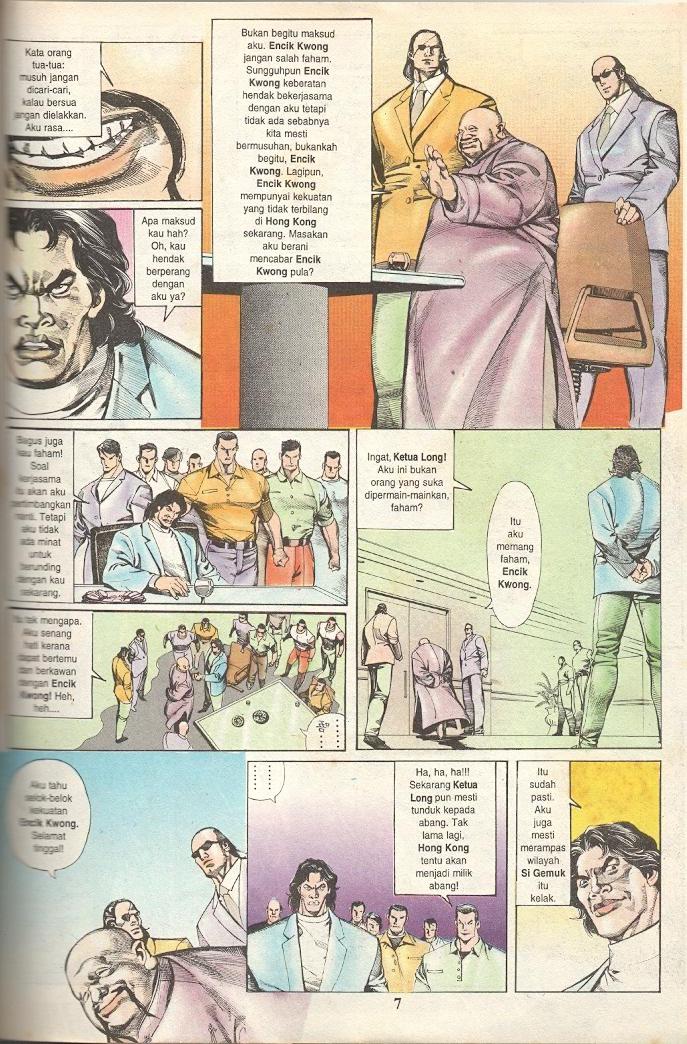 Kata orang
tua-tua:
musuh jangan
dicari-cari,
kalau bersua
jangan dielakkan.
Aku rasa....
Bukan begitu maksud
aku. Encik Kwong
jangan salah faham.
Sungguhpun Encik
Kwong keberatan
hendak bekerjasama
dengan aku tetapi
tidak ada sebabnya
kita mesti
bermusuhan, bukankah
begitu, Encik
Kwong. Lagipun,
Encik Kwong
mempunyai kekuatan
yang tidak terbilang
di Hong Kong
sekarang. Masakan
aku berani
mencabar Encik
Kwong pula?
Apa maksud
kau hah?
Oh, kau
hendak
berperang
dengan
aku ya?
Bagus juga
kau faham!
Soal
kerjasama
itu akan aku
pertimbangkan
nanti. Tetapi
aku tidak
ada minat
untuk
berunding
dengan kau
sekarang.
Ingat, Ketua Long!
Aku ini bukan
orang yang suka
dipermain-mainkan,
faham?
Itu
aku
memang
faham,
Encik
Kwong.
tak mengapa.
Aku senang
hati kerana
dapat bertemu
dan berkawan
dengan Encik
Kwong! Heh,
heh....
Aku tahu
selok-belok
kekuatan
Encik Kwong.
Selamat
tinggal!
......
Ha, ha, ha!!!
Sekarang Ketua
Long pun mesti
tunduk kepada
abang. Tak
lama lagi,
Hong Kong
tentu akan
menjadi milik
abang!
Itu
sudah
pasti.
Aku
juga
mesti
merampas
wilayah
Si Gemuk
itu
kelak.
7